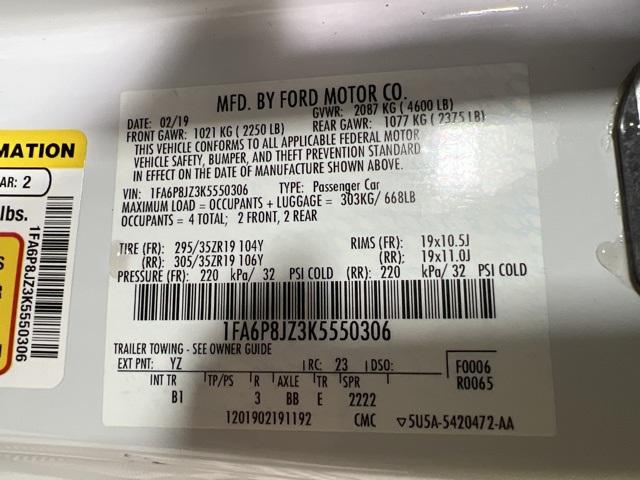 MFD. BY FORD MOTOR CO.
DATE: 02/19 GVWR: 2087 KG ( 4600 LB)
FRONT GAWR: 1021 KG ( 2250 LB) REAR GAWR: 1077 KG ( 2375 LB)
THIS VEHICLE CONFORMS TO ALL APPLICABLE FEDERAL MOTOR
VEHICLE SAFETY, BUMPER, AND THEFT PREVENTION STANDARD
IN EFFECT ON THE DATE OF MANUFACTURE SHOWN ABOVE.
VIN: 1FA6P8JZ3K5550306 TYPE: Passenger Car
MAXIMUM LOAD = OCCUPANTS + LUGGAGE = 303KG/ 668LB
OCCUPANTS = 4 TOTAL; 2 FRONT, 2 REAR
TIRE (FR): 295/35ZR19 104Y RIMS (FR): 19x10.5J
(RR): 305/35ZR19 106Y (RR): 19x11.0J
PRESSURE (FR): 220 kPa/ 32 PSI COLD (RR): 220 kPa/ 32 PSI COLD
1FA6P8JZ3K5550306
TRAILER TOWING - SEE OWNER GUIDE
EXT PNT: YZ RC: 23 DSO: F0006
INT TR TP/PS R AXLE TR SPR R0065
B1 3 BB E 2222
1201902191192 CMC ▽5U5A-5420472-AA
MATION
AR: 2
lbs.
1FA6P8JZ3K5550306